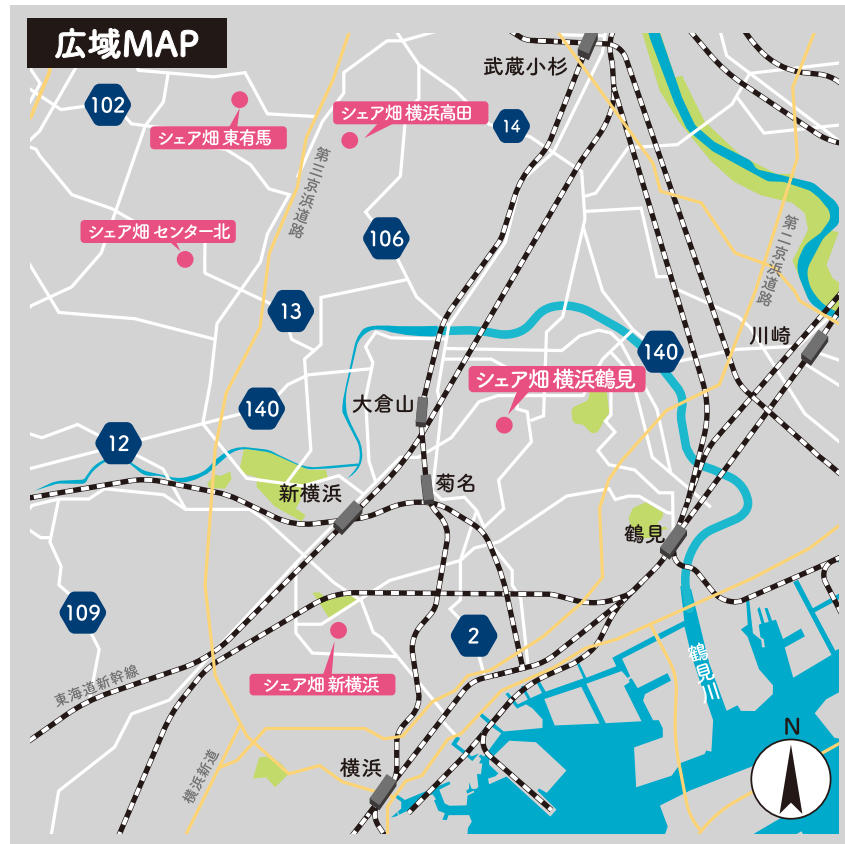 広域MAP
武蔵小杉
102
シェア畑 東有馬
シェア畑 横浜高田
14
第三京浜道路
シェア畑 センター北
106
第二京浜道路
13
川崎
140
シェア畑 横浜鶴見
大倉山
140
12
菊名
新横浜
鶴見
109
2
鶴見川
東海道新幹線
シェア畑 新横浜
横浜新道
横浜
N